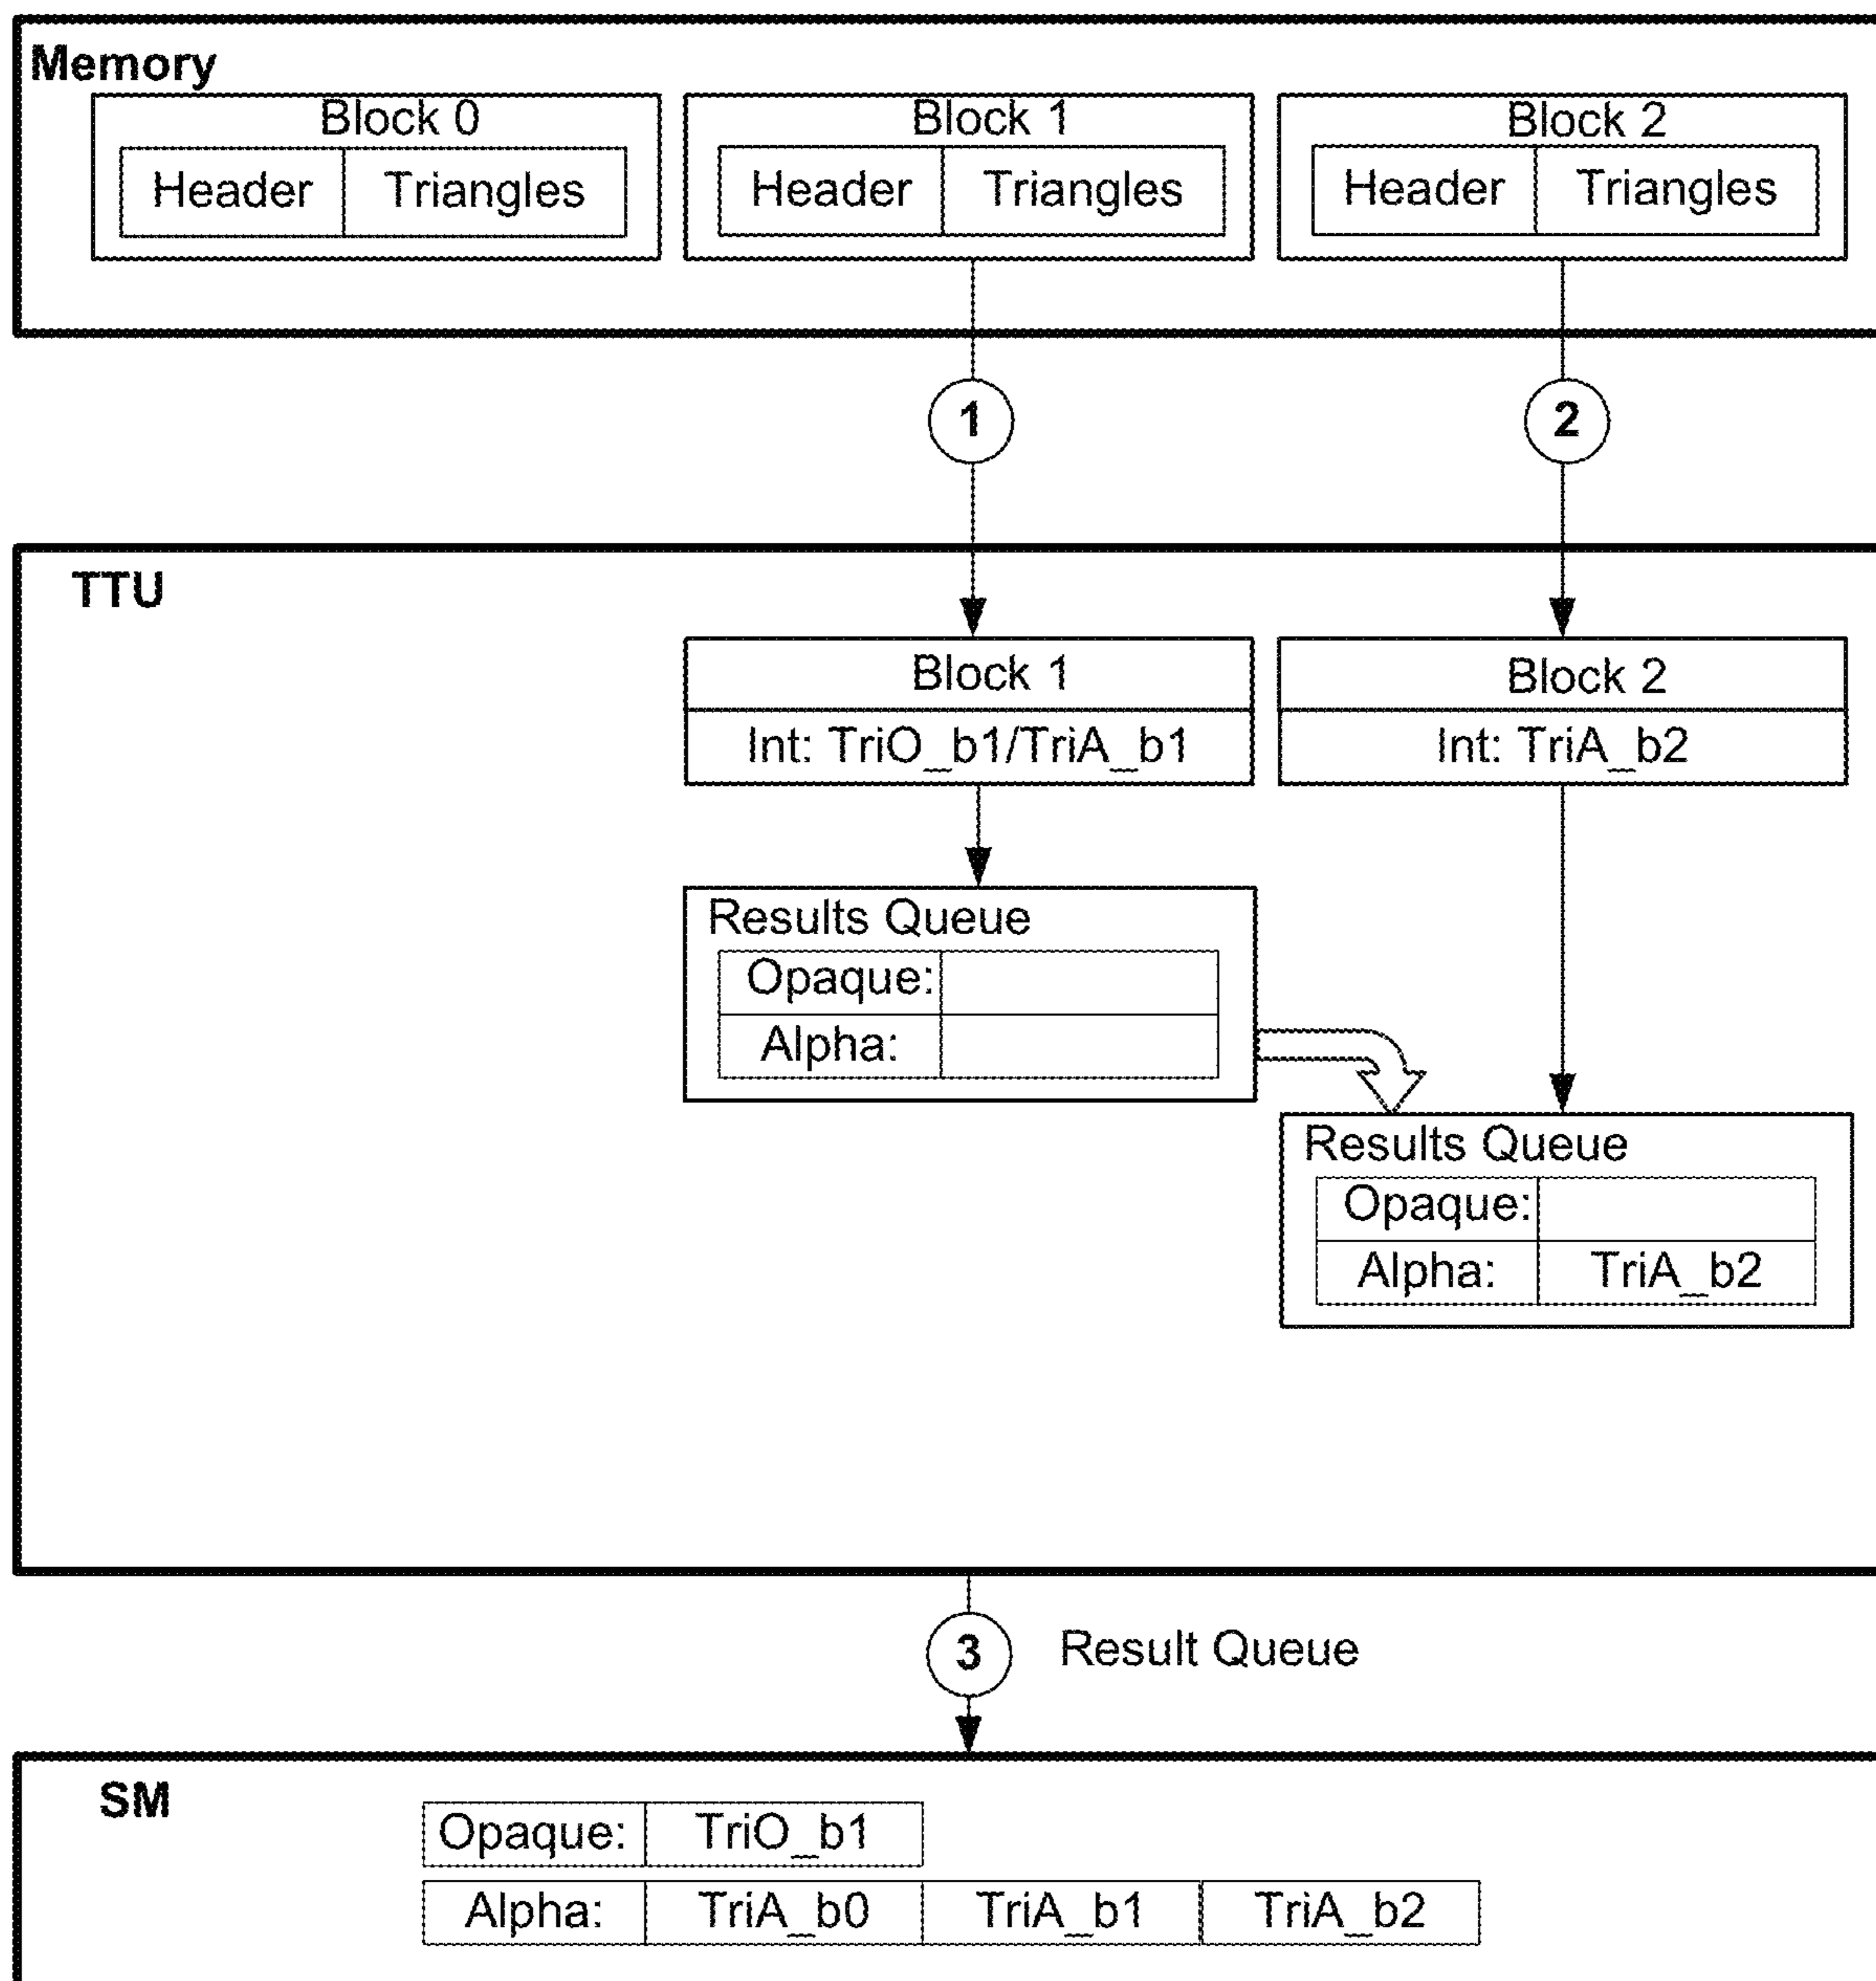 Memory
Block 0
Header Triangles
Block 1
Header Triangles
Block 2
Header Triangles
1
2
TTU
Block 1
Int: TriO_b1/TriA_b1
Block 2
Int: TriA_b2
Results Queue
Opaque:
Alpha:
Results Queue
Opaque:
Alpha: TriA_b2
3 Result Queue
SM
Opaque: TriO_b1
Alpha: TriA_b0 TriA_b1 TriA_b2